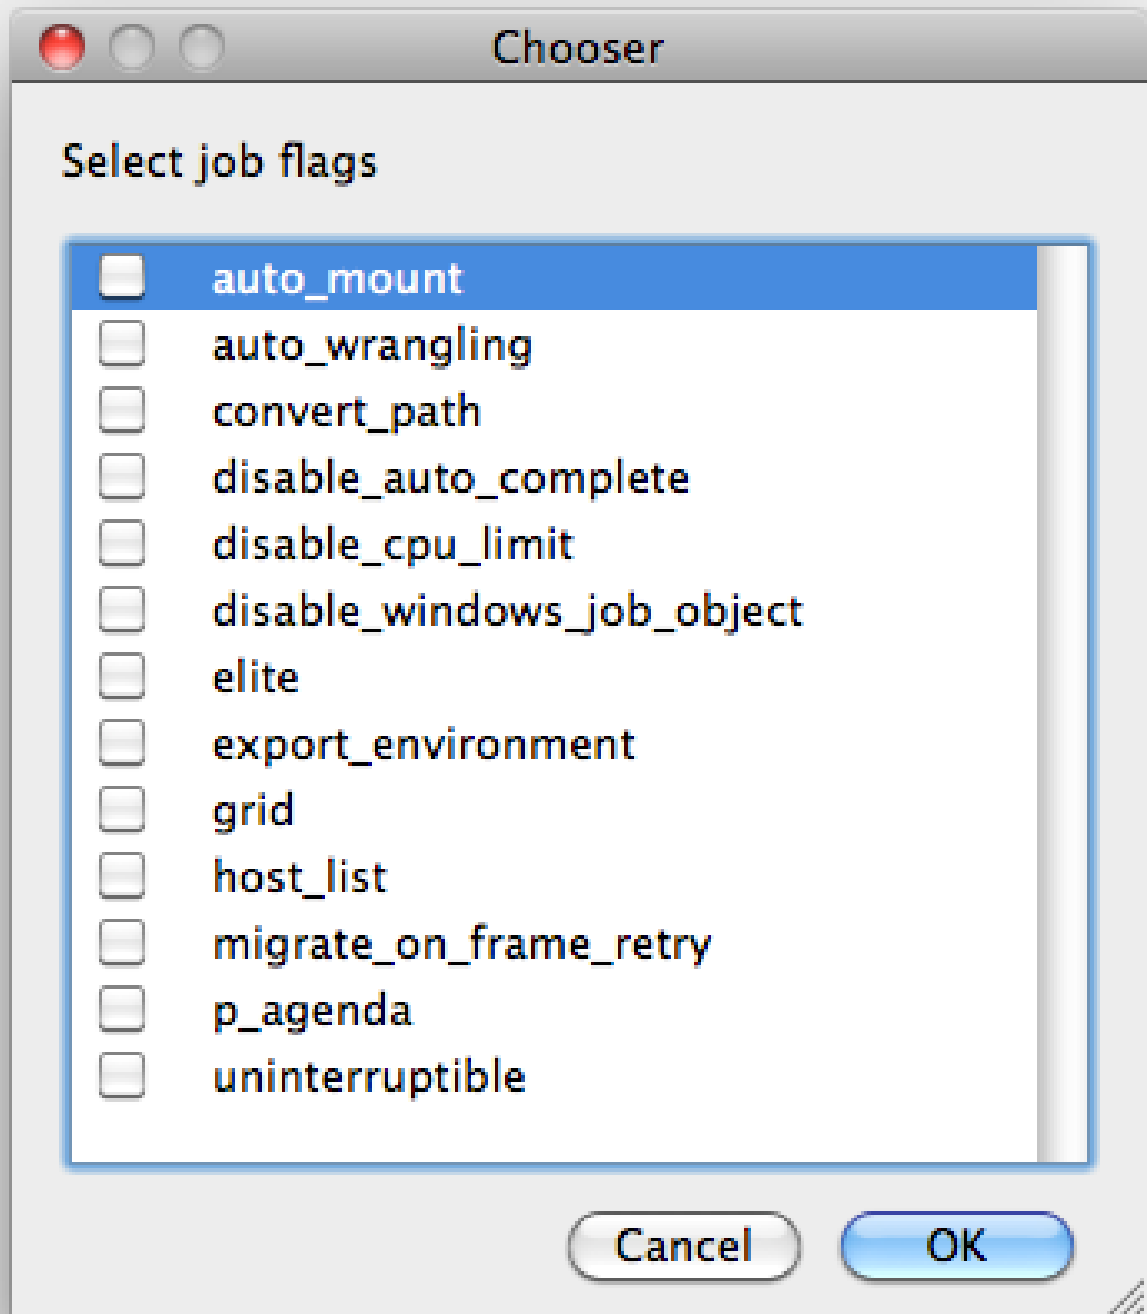 Chooser
Select job flags
auto_mount
auto_wrangling
convert_path
disable_auto_complete
disable_cpu_limit
disable_windows_job_object
elite
export_environment
grid
host_list
migrate_on_frame_retry
p_agenda
uninterruptible
Cancel OK